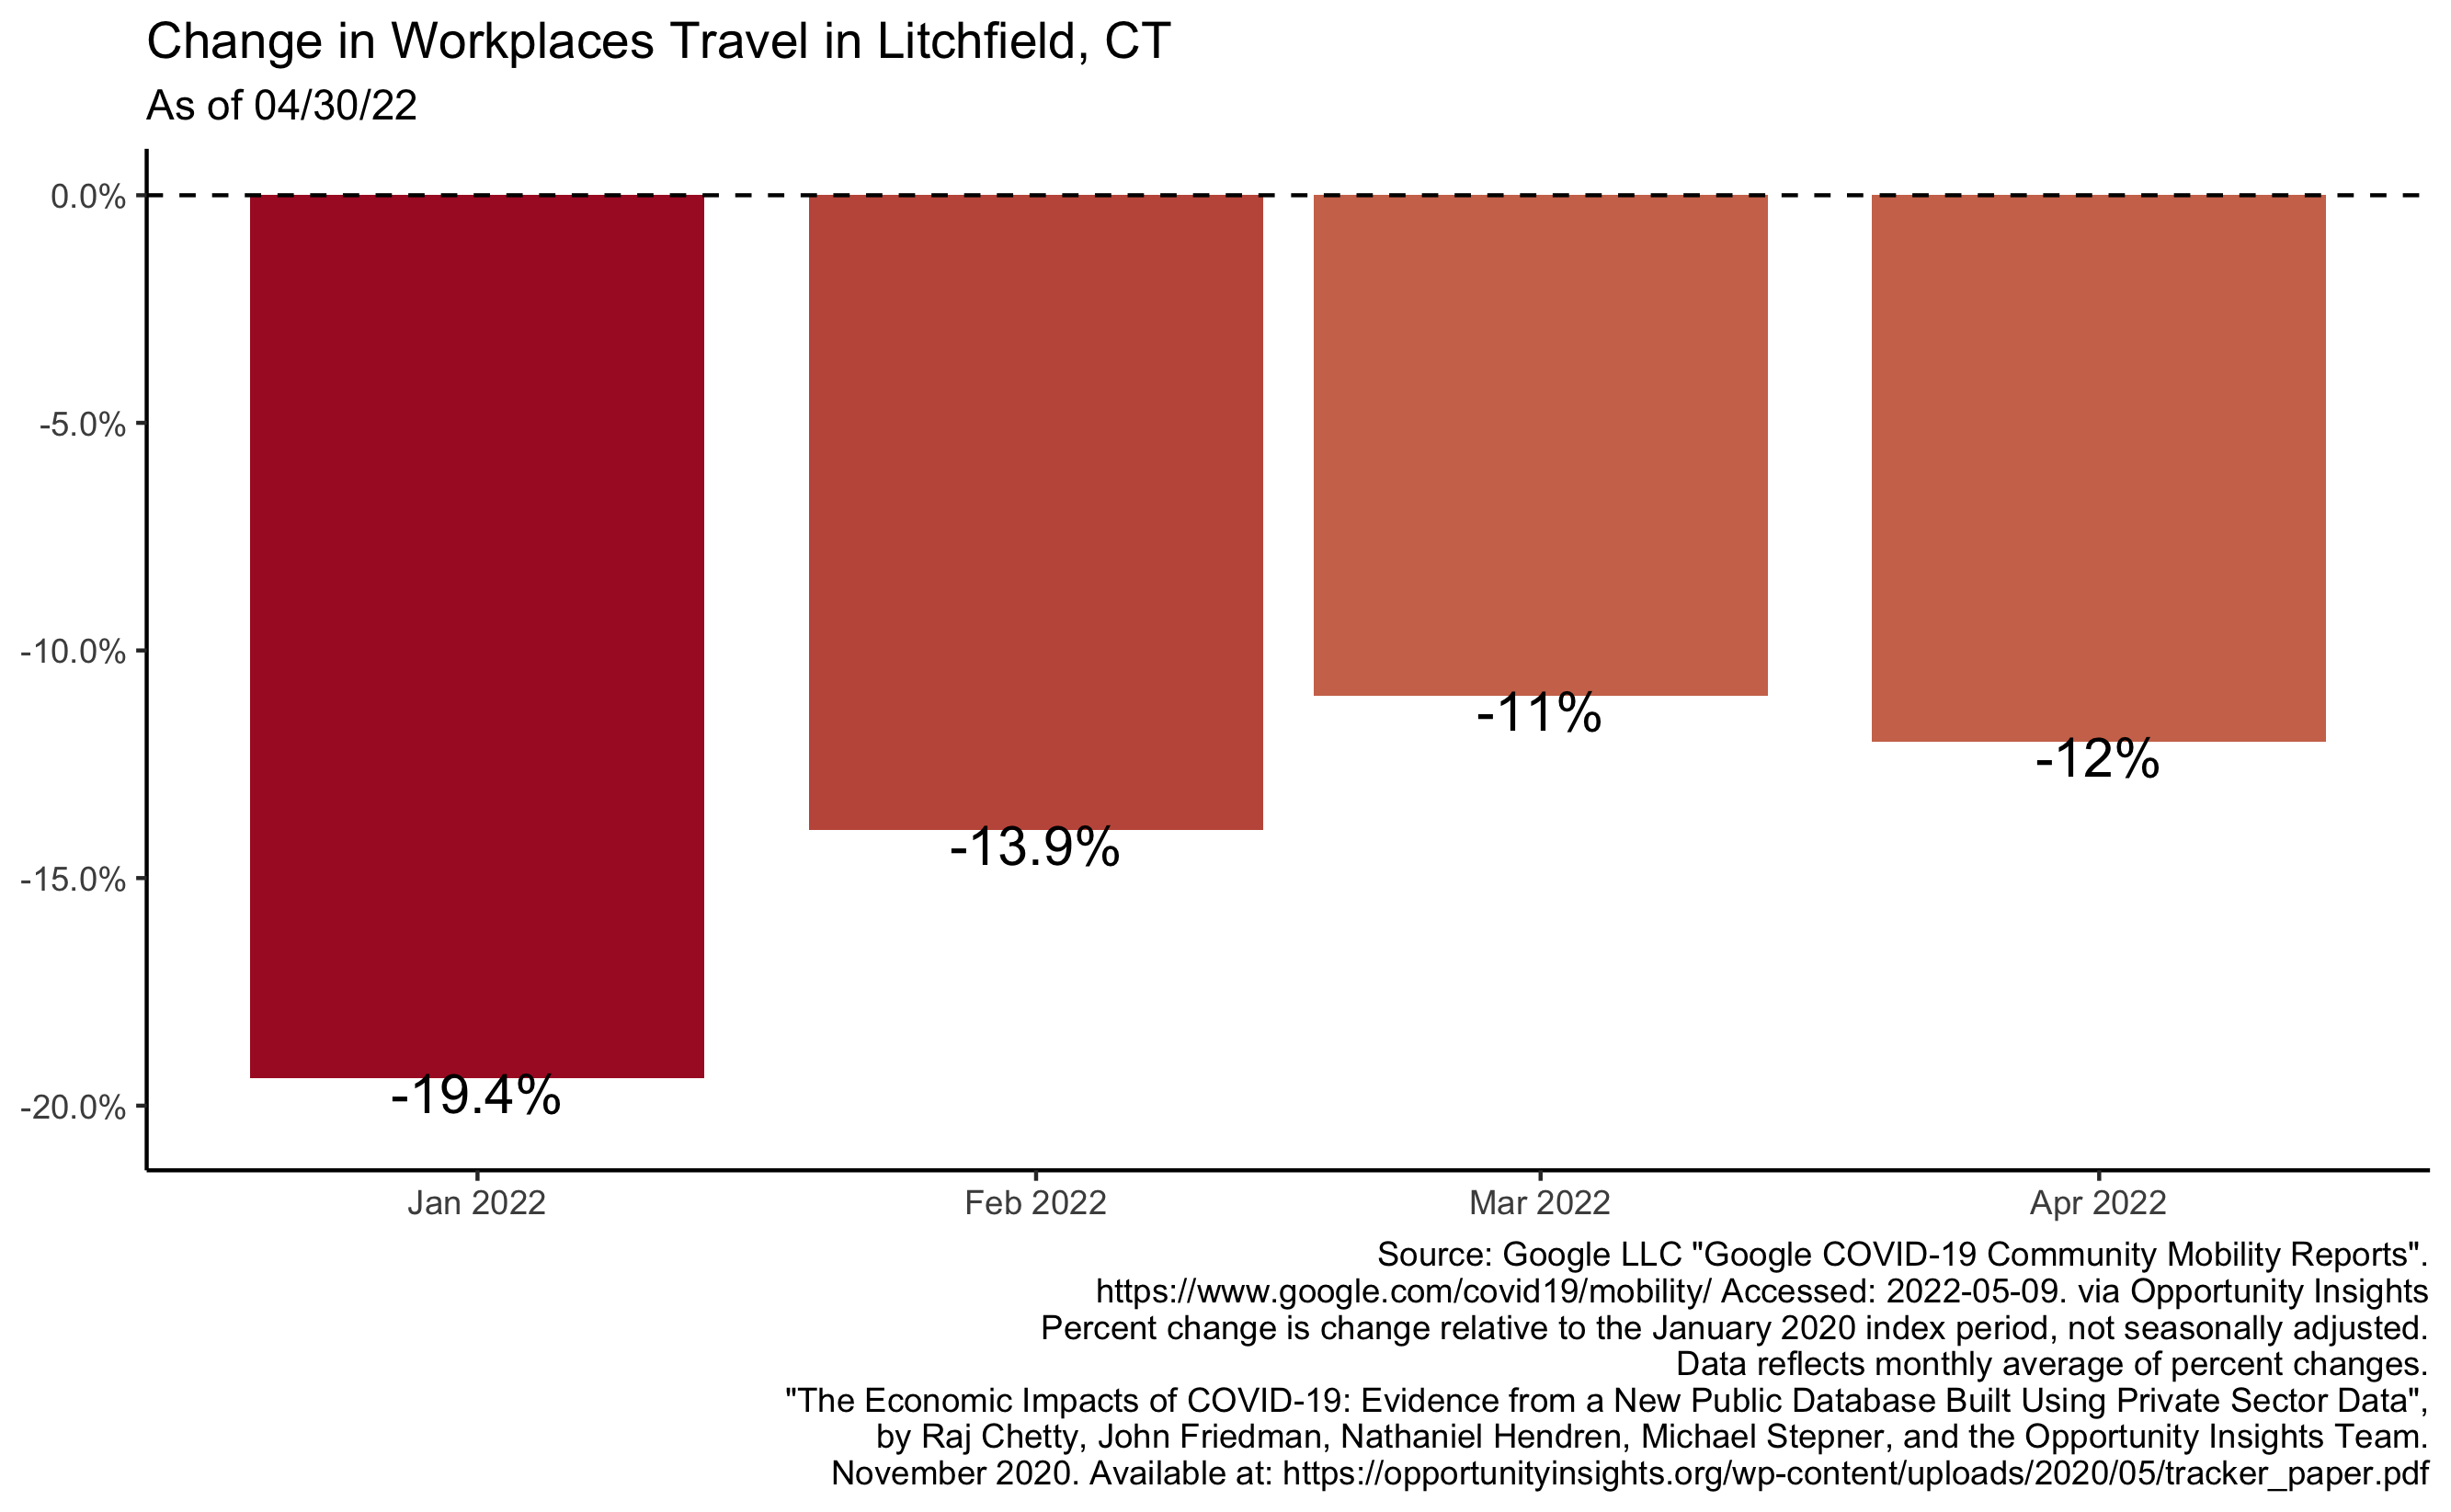 Change in Workplaces Travel in Litchfield, CT
As of 04/30/22
0.0%
-5.0%
-10.0%
-15.0%
-20.0%
-19.4%
-13.9%
-11%
-12%
Jan 2022
Feb 2022
Mar 2022
Apr 2022
Source: Google LLC "Google COVID-19 Community Mobility Reports".
https://www.google.com/covid19/mobility/ Accessed: 2022-05-09. via Opportunity Insights
Percent change is change relative to the January 2020 index period, not seasonally adjusted.
Data reflects monthly average of percent changes.
"The Economic Impacts of COVID-19: Evidence from a New Public Database Built Using Private Sector Data",
by Raj Chetty, John Friedman, Nathaniel Hendren, Michael Stepner, and the Opportunity Insights Team.
November 2020. Available at: https://opportunityinsights.org/wp-content/uploads/2020/05/tracker_paper.pdf